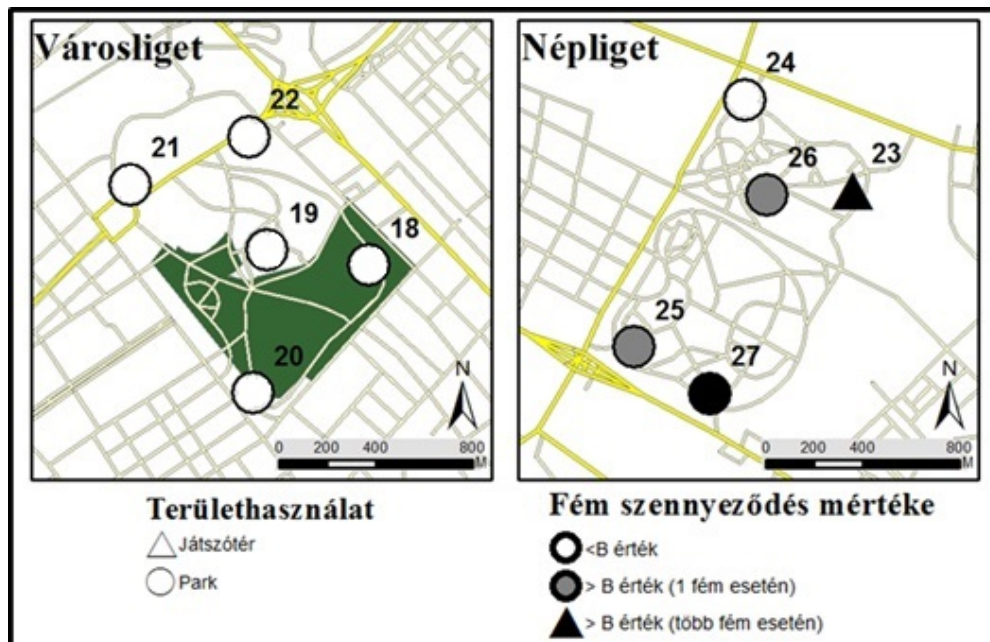 Városliget
22
21
19
18
20
N
0 200 400 800
M
Népliget
24
26
23
25
27
N
0 200 400 800
M
Területhasználat
Játszótér
Park
Fém szennyeződés mértéke
<B érték
> B érték (1 fém esetén)
> B érték (több fém esetén)